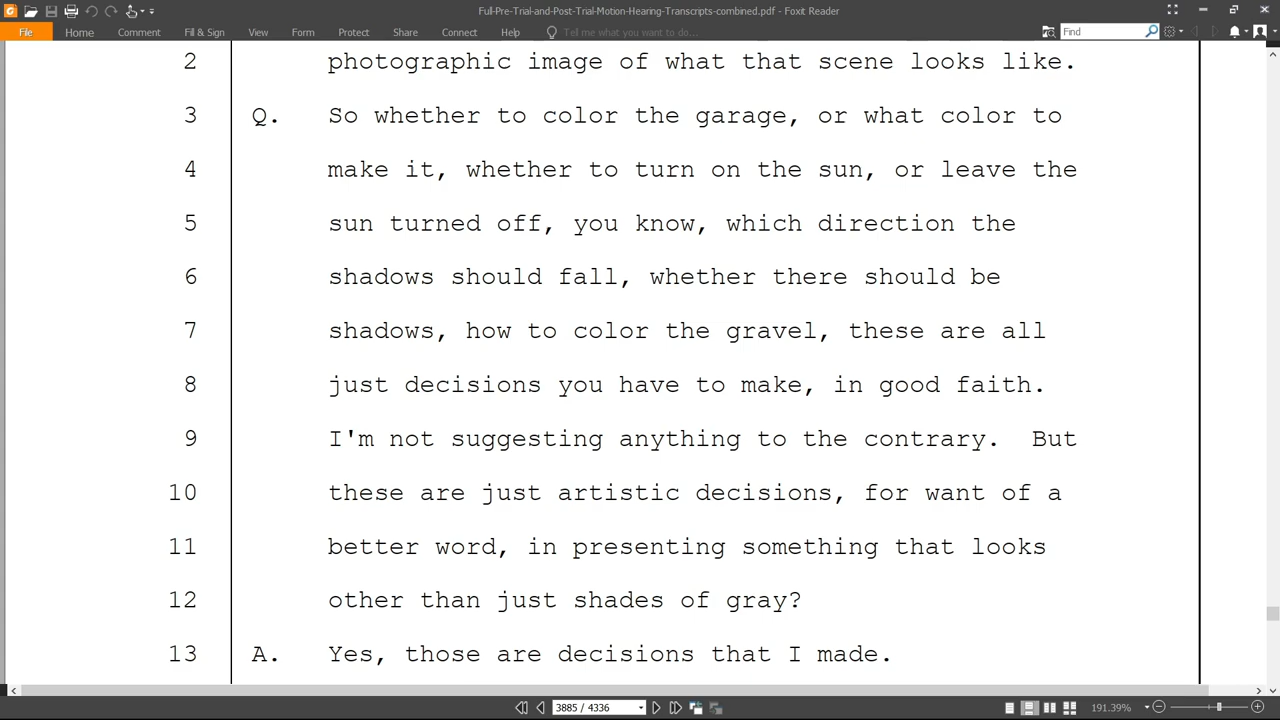 Full-Pre-Trial-and-Post-Trial-Motion-Hearing-Transcripts-combined.pdf - Foxit Reader
File Home Comment Fill & Sign View Form Protect Share Connect Help Tell me what you want to do... Find
2 photographic image of what that scene looks like.
3 Q. So whether to color the garage, or what color to
4 make it, whether to turn on the sun, or leave the
5 sun turned off, you know, which direction the
6 shadows should fall, whether there should be
7 shadows, how to color the gravel, these are all
8 just decisions you have to make, in good faith.
9 I'm not suggesting anything to the contrary. But
10 these are just artistic decisions, for want of a
11 better word, in presenting something that looks
12 other than just shades of gray?
13 A. Yes, those are decisions that I made.
3885 / 4336 191.39%